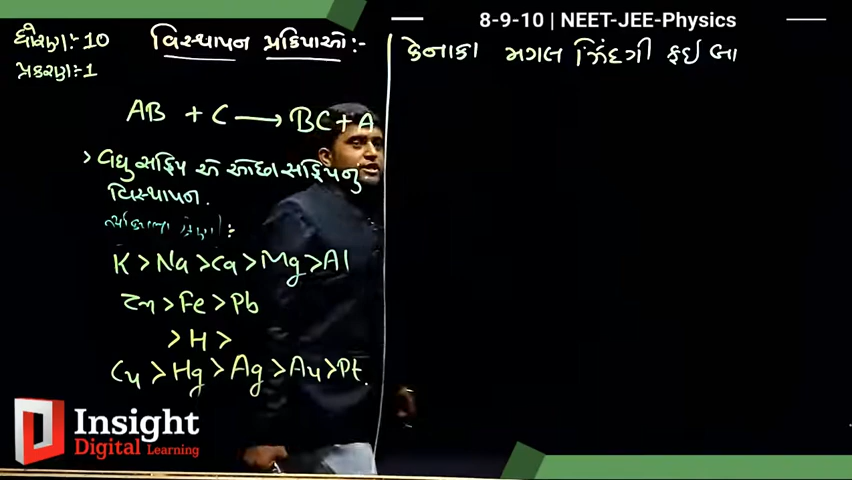 8-9-10 | NEET-JEE-Physics
ધોરણ:-10
પ્રકરણ:-1
વિસ્થાપન પ્રક્રિયાઓ:-
AB + C → BC + A
> વધુ સક્રિય એ ઓછા સક્રિયનું
વિસ્થાપન.
K > Na > Ca > Mg > Al
Zn > Fe > Pb
> H >
Cu > Hg > Ag > Au > Pt.
કેનાકા મગલ ઝિંદગી ફઈ બા
Insight
Digital Learning